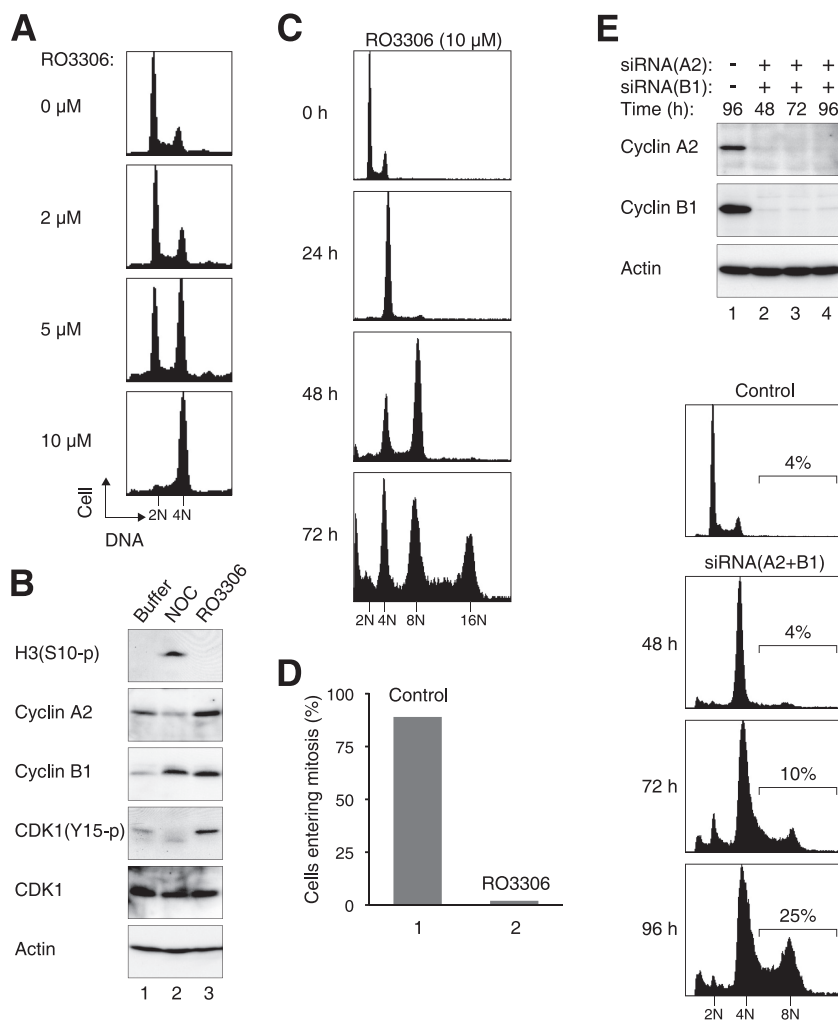 A
RO3306:
0 µM
2 µM
5 µM
10 µM
Cell
2N 4N
DNA
B
Buffer NOC RO3306
H3(S10-p)
Cyclin A2
Cyclin B1
CDK1(Y15-p)
CDK1
Actin
1 2 3
C
RO3306 (10 µM)
0 h
24 h
48 h
72 h
2N 4N 8N 16N
D
Cells entering mitosis (%)
100
75
50
25
0
Control
RO3306
1 2
E
siRNA(A2): - + + +
siRNA(B1): - + + +
Time (h): 96 48 72 96
Cyclin A2
Cyclin B1
Actin
1 2 3 4
Control
4%
siRNA(A2+B1)
48 h
4%
72 h
10%
96 h
25%
2N 4N 8N